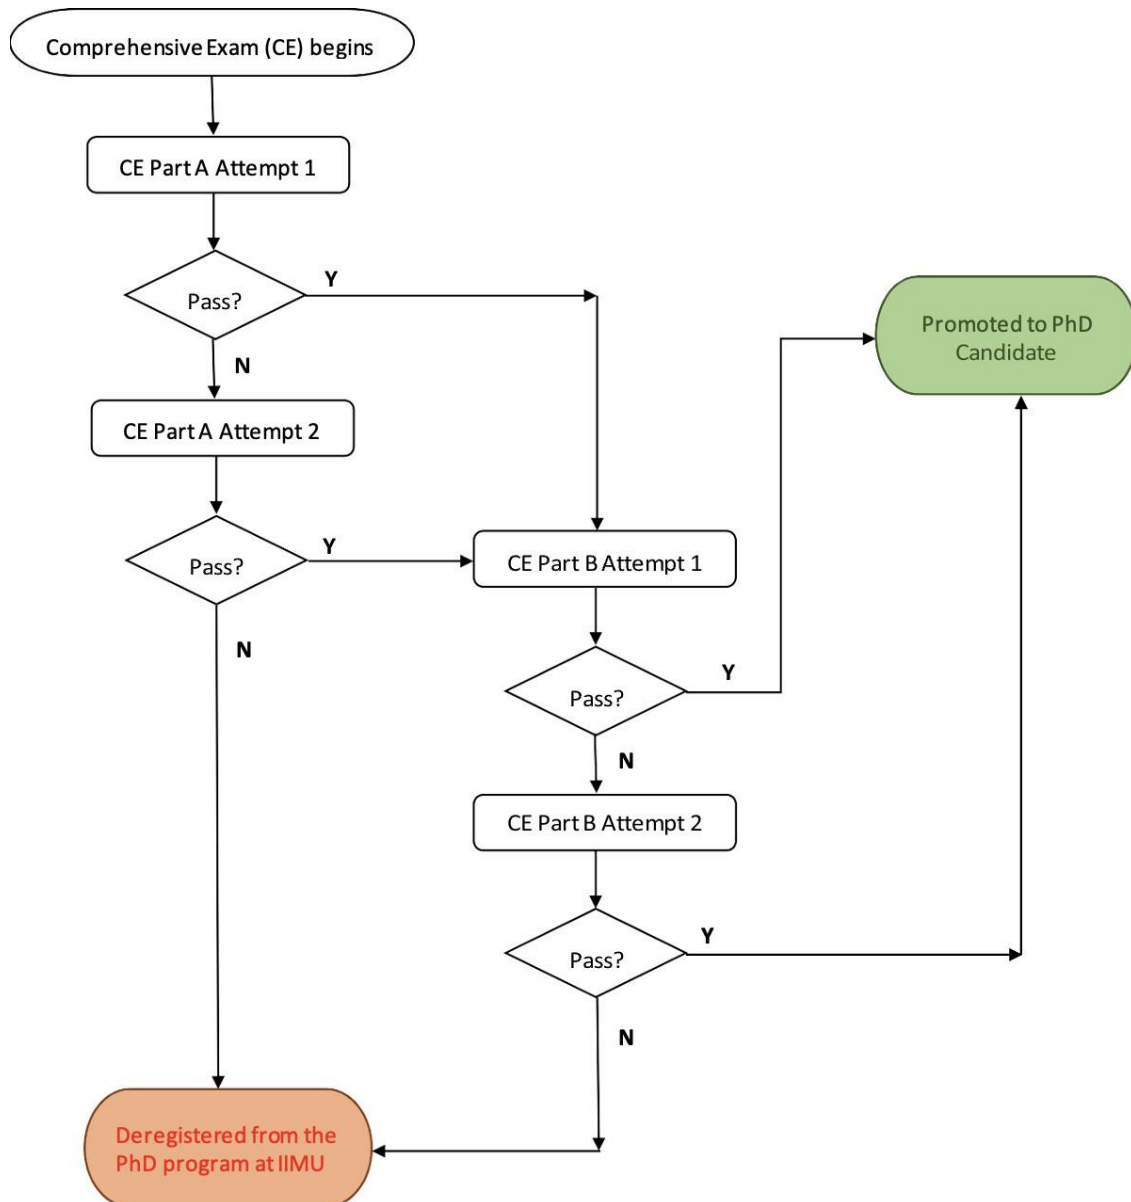 Comprehensive Exam (CE) begins
CE Part A Attempt 1
Pass?
Y
N
CE Part A Attempt 2
Pass?
Y
N
CE Part B Attempt 1
Pass?
Y
N
CE Part B Attempt 2
Pass?
Y
N
Promoted to PhD
Candidate
Deregistered from the
PhD program at IIMU